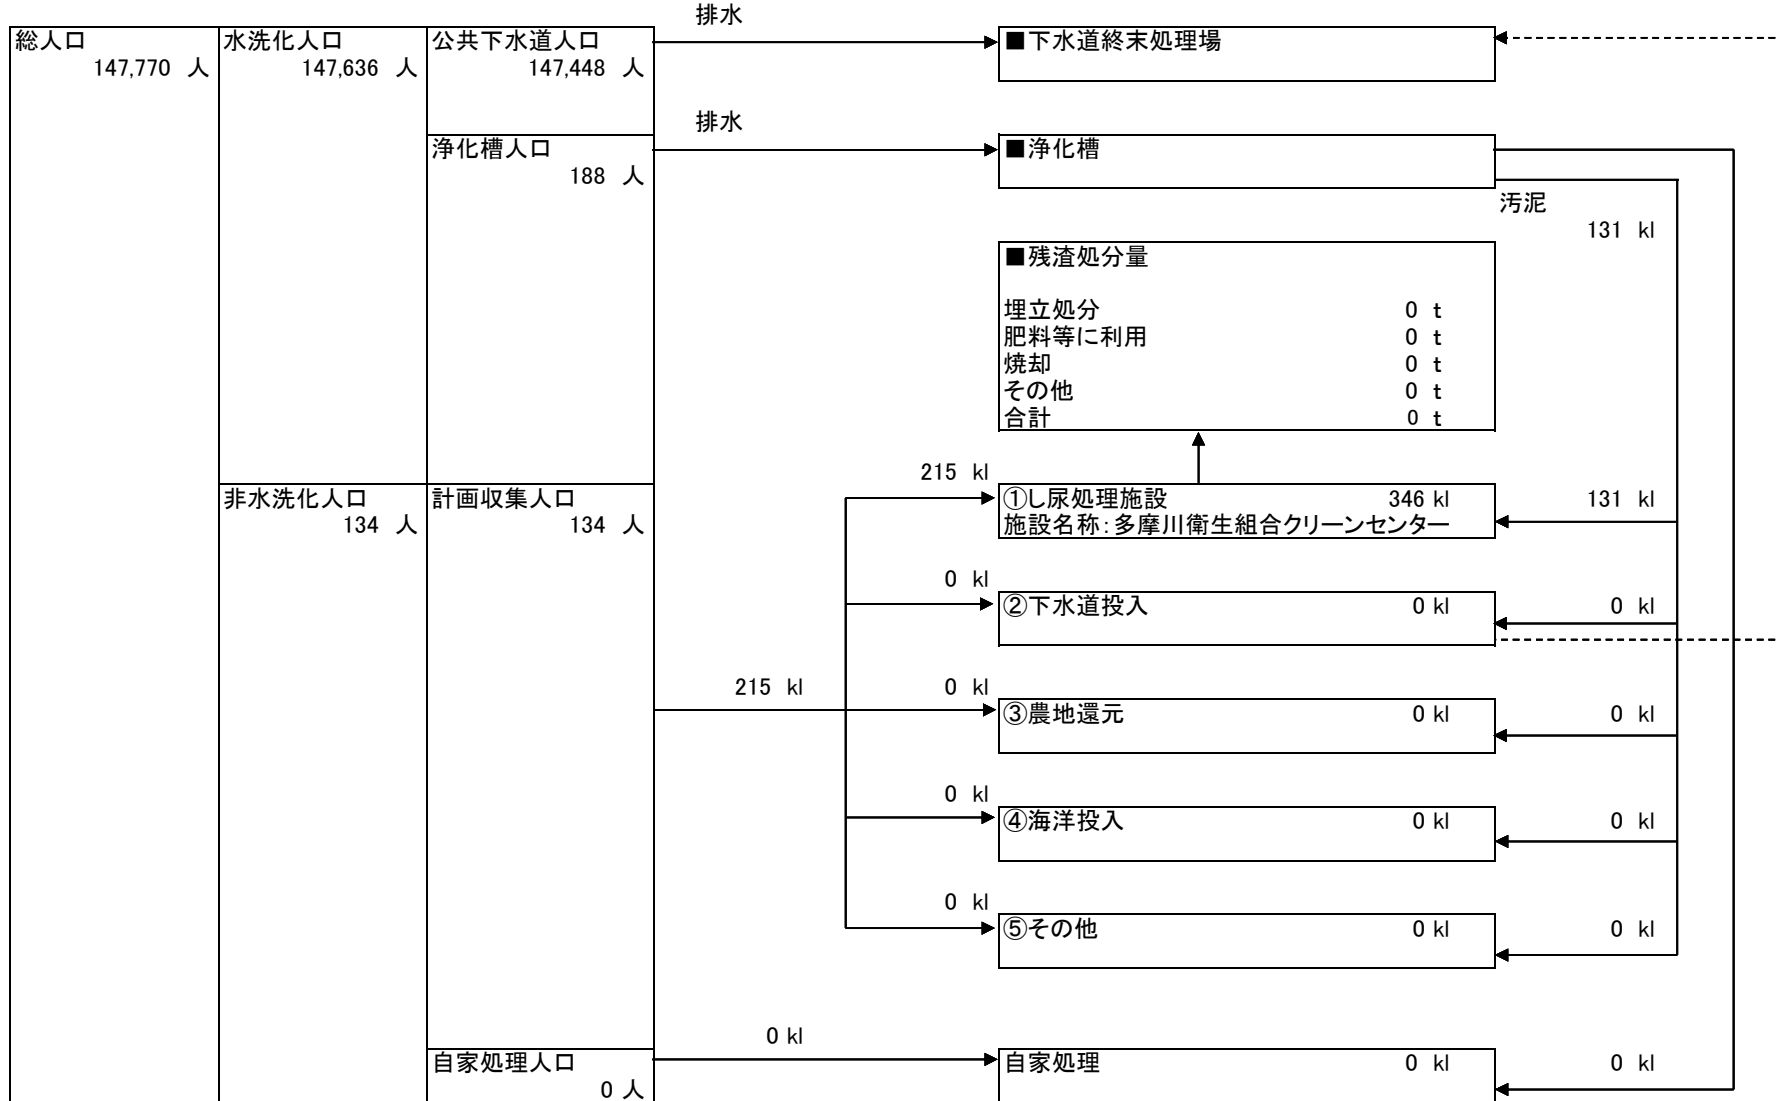 排水
総人口 水洗化人口 公共下水道人口 ■下水道終末処理場
147,770 人 147,636 人 147,448 人
排水
浄化槽人口 ■浄化槽
188 人
汚泥
131 kl
■残渣処分量
埋立処分 0 t
肥料等に利用 0 t
焼却 0 t
その他 0 t
合計 0 t
215 kl
非水洗化人口 計画収集人口 ①し尿処理施設 346 kl 131 kl
134 人 134 人 施設名称：多摩川衛生組合クリーンセンター
0 kl
②下水道投入 0 kl 0 kl
215 kl 0 kl
③農地還元 0 kl 0 kl
0 kl
④海洋投入 0 kl 0 kl
0 kl
⑤その他 0 kl 0 kl
0 kl
自家処理人口 自家処理 0 kl 0 kl
0 人